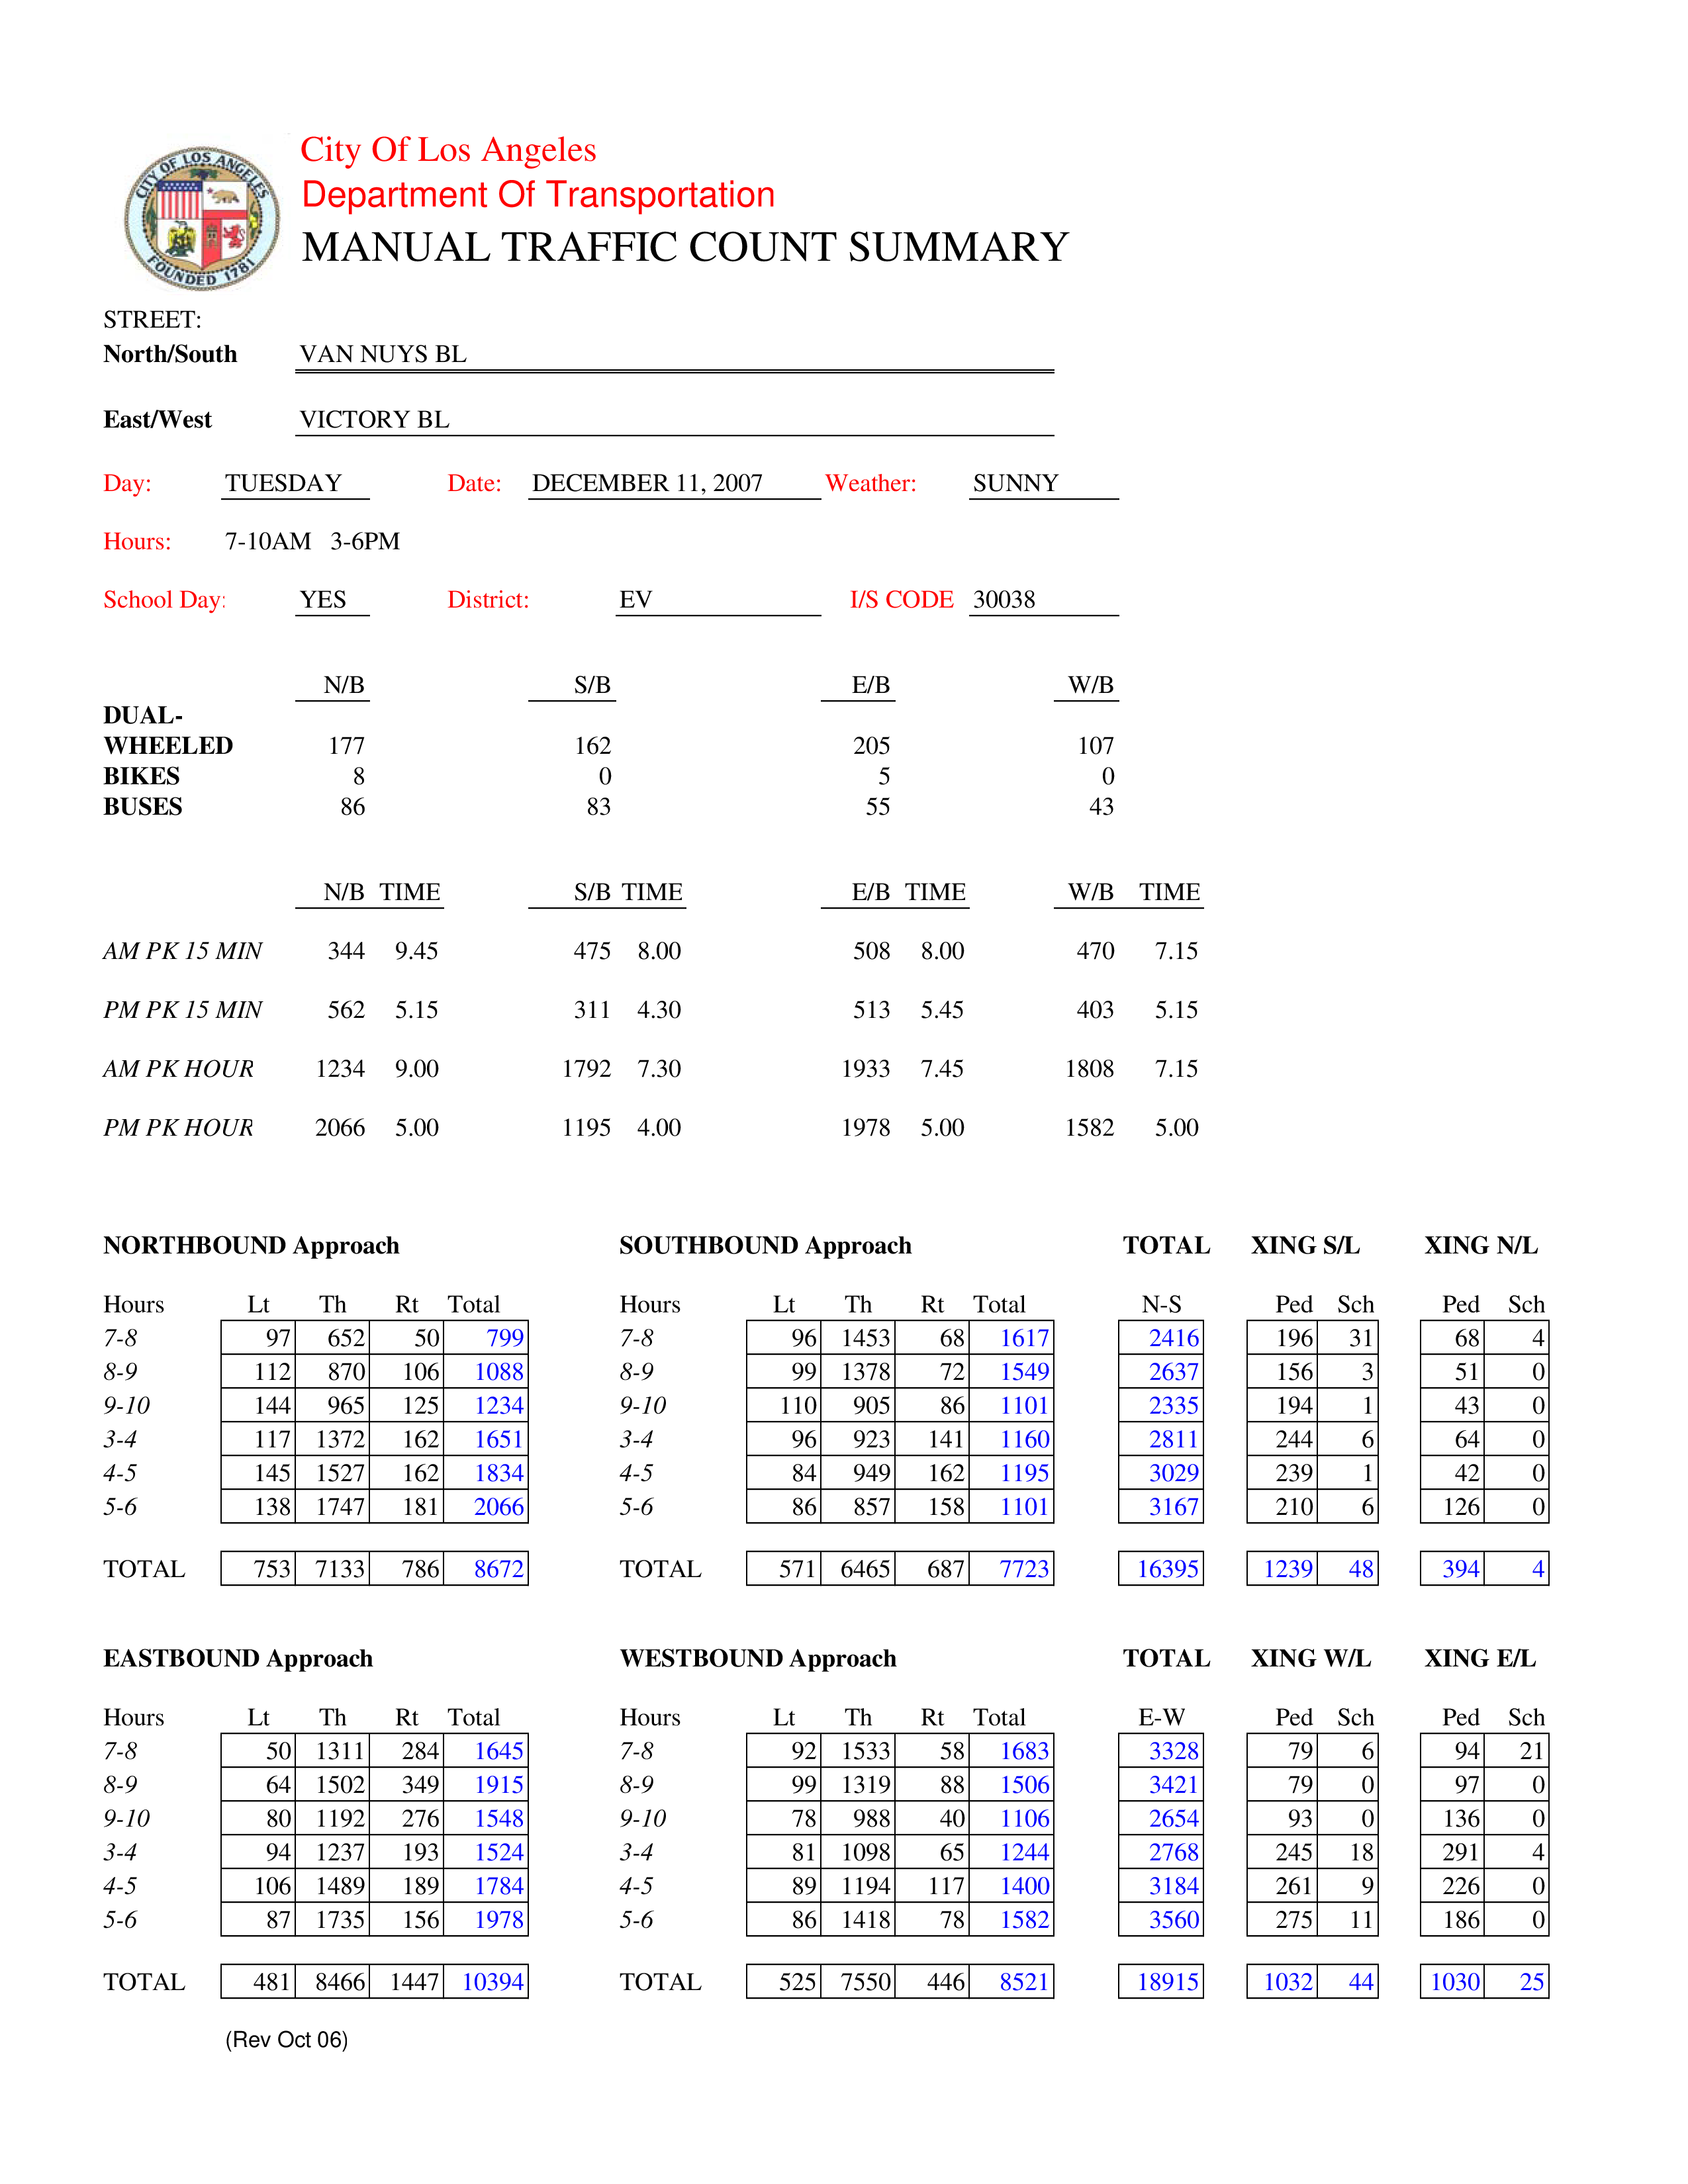 CITY OF LOS ANGELES
FOUNDED 1781
City Of Los Angeles
Department Of Transportation
MANUAL TRAFFIC COUNT SUMMARY
STREET:
North/South VAN NUYS BL
East/West VICTORY BL
Day: TUESDAY Date: DECEMBER 11, 2007 Weather: SUNNY
Hours: 7-10AM 3-6PM
School Day: YES District: EV I/S CODE 30038
N/B S/B E/B W/B
DUAL-
WHEELED 177 162 205 107
BIKES 8 0 5 0
BUSES 86 83 55 43
N/B TIME S/B TIME E/B TIME W/B TIME
AM PK 15 MIN 344 9.45 475 8.00 508 8.00 470 7.15
PM PK 15 MIN 562 5.15 311 4.30 513 5.45 403 5.15
AM PK HOUR 1234 9.00 1792 7.30 1933 7.45 1808 7.15
PM PK HOUR 2066 5.00 1195 4.00 1978 5.00 1582 5.00
NORTHBOUND Approach SOUTHBOUND Approach TOTAL XING S/L XING N/L
Hours Lt Th Rt Total Hours Lt Th Rt Total N-S Ped Sch Ped Sch
7-8 97 652 50 799 7-8 96 1453 68 1617 2416 196 31 68 4
8-9 112 870 106 1088 8-9 99 1378 72 1549 2637 156 3 51 0
9-10 144 965 125 1234 9-10 110 905 86 1101 2335 194 1 43 0
3-4 117 1372 162 1651 3-4 96 923 141 1160 2811 244 6 64 0
4-5 145 1527 162 1834 4-5 84 949 162 1195 3029 239 1 42 0
5-6 138 1747 181 2066 5-6 86 857 158 1101 3167 210 6 126 0
TOTAL 753 7133 786 8672 TOTAL 571 6465 687 7723 16395 1239 48 394 4
EASTBOUND Approach WESTBOUND Approach TOTAL XING W/L XING E/L
Hours Lt Th Rt Total Hours Lt Th Rt Total E-W Ped Sch Ped Sch
7-8 50 1311 284 1645 7-8 92 1533 58 1683 3328 79 6 94 21
8-9 64 1502 349 1915 8-9 99 1319 88 1506 3421 79 0 97 0
9-10 80 1192 276 1548 9-10 78 988 40 1106 2654 93 0 136 0
3-4 94 1237 193 1524 3-4 81 1098 65 1244 2768 245 18 291 4
4-5 106 1489 189 1784 4-5 89 1194 117 1400 3184 261 9 226 0
5-6 87 1735 156 1978 5-6 86 1418 78 1582 3560 275 11 186 0
TOTAL 481 8466 1447 10394 TOTAL 525 7550 446 8521 18915 1032 44 1030 25
(Rev Oct 06)